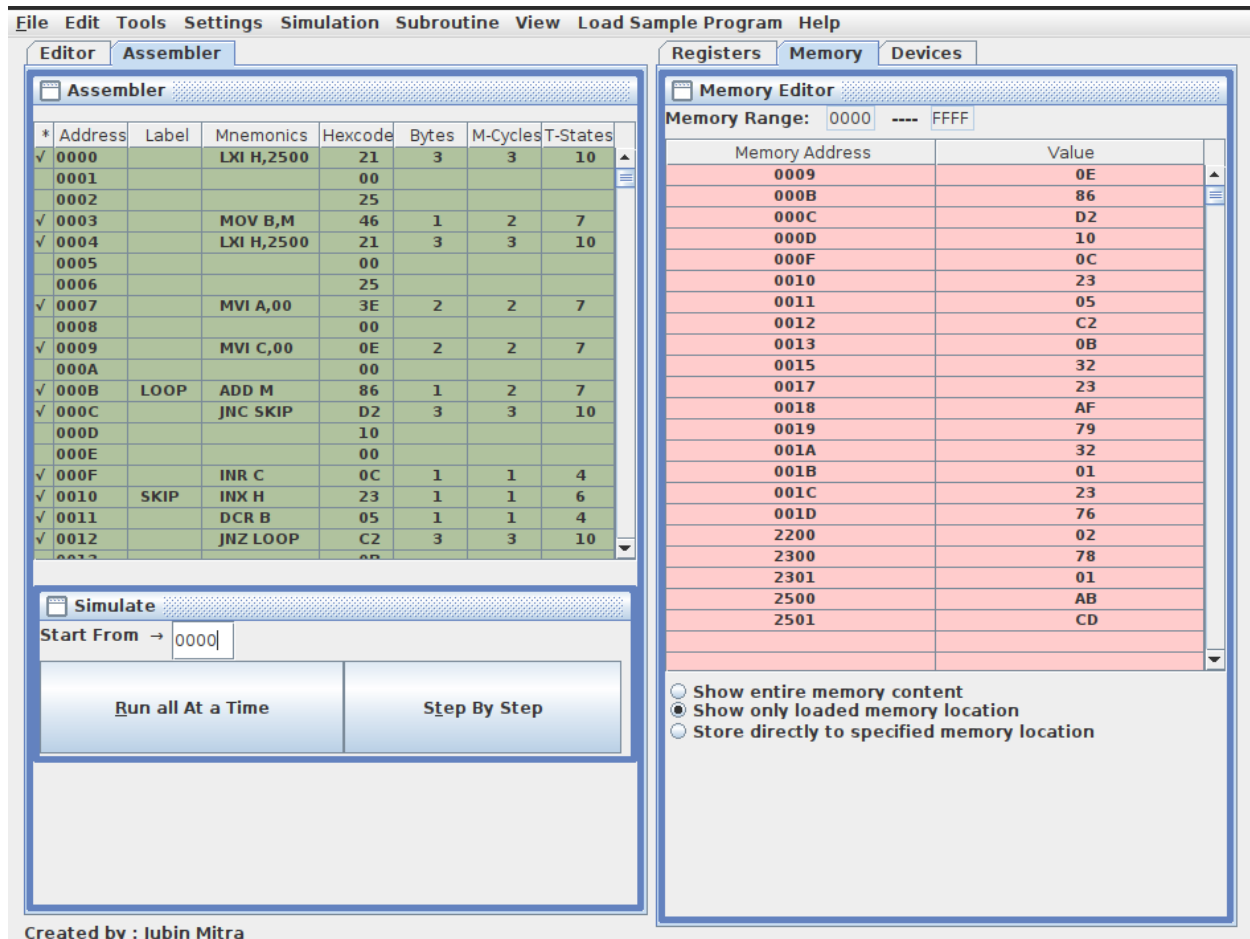 File Edit Tools Settings Simulation Subroutine View Load Sample Program Help
Editor Assembler
Assembler
* Address Label Mnemonics Hexcode Bytes M-Cycles T-States
√ 0000 LXI H,2500 21 3 3 10
0001 00
0002 25
√ 0003 MOV B,M 46 1 2 7
√ 0004 LXI H,2500 21 3 3 10
0005 00
0006 25
√ 0007 MVI A,00 3E 2 2 7
0008 00
√ 0009 MVI C,00 0E 2 2 7
000A 00
√ 000B LOOP ADD M 86 1 2 7
√ 000C JNC SKIP D2 3 3 10
000D 10
000E 00
√ 000F INR C 0C 1 1 4
√ 0010 SKIP INX H 23 1 1 6
√ 0011 DCR B 05 1 1 4
√ 0012 JNZ LOOP C2 3 3 10
0013 0B
Simulate
Start From → 0000
Run all At a Time Step By Step
Created by : Jubin Mitra
Registers Memory Devices
Memory Editor
Memory Range: 0000 ---- FFFF
Memory Address Value
0009 0E
000B 86
000C D2
000D 10
000F 0C
0010 23
0011 05
0012 C2
0013 0B
0015 32
0017 23
0018 AF
0019 79
001A 32
001B 01
001C 23
001D 76
2200 02
2300 78
2301 01
2500 AB
2501 CD
Show entire memory content
Show only loaded memory location
Store directly to specified memory location